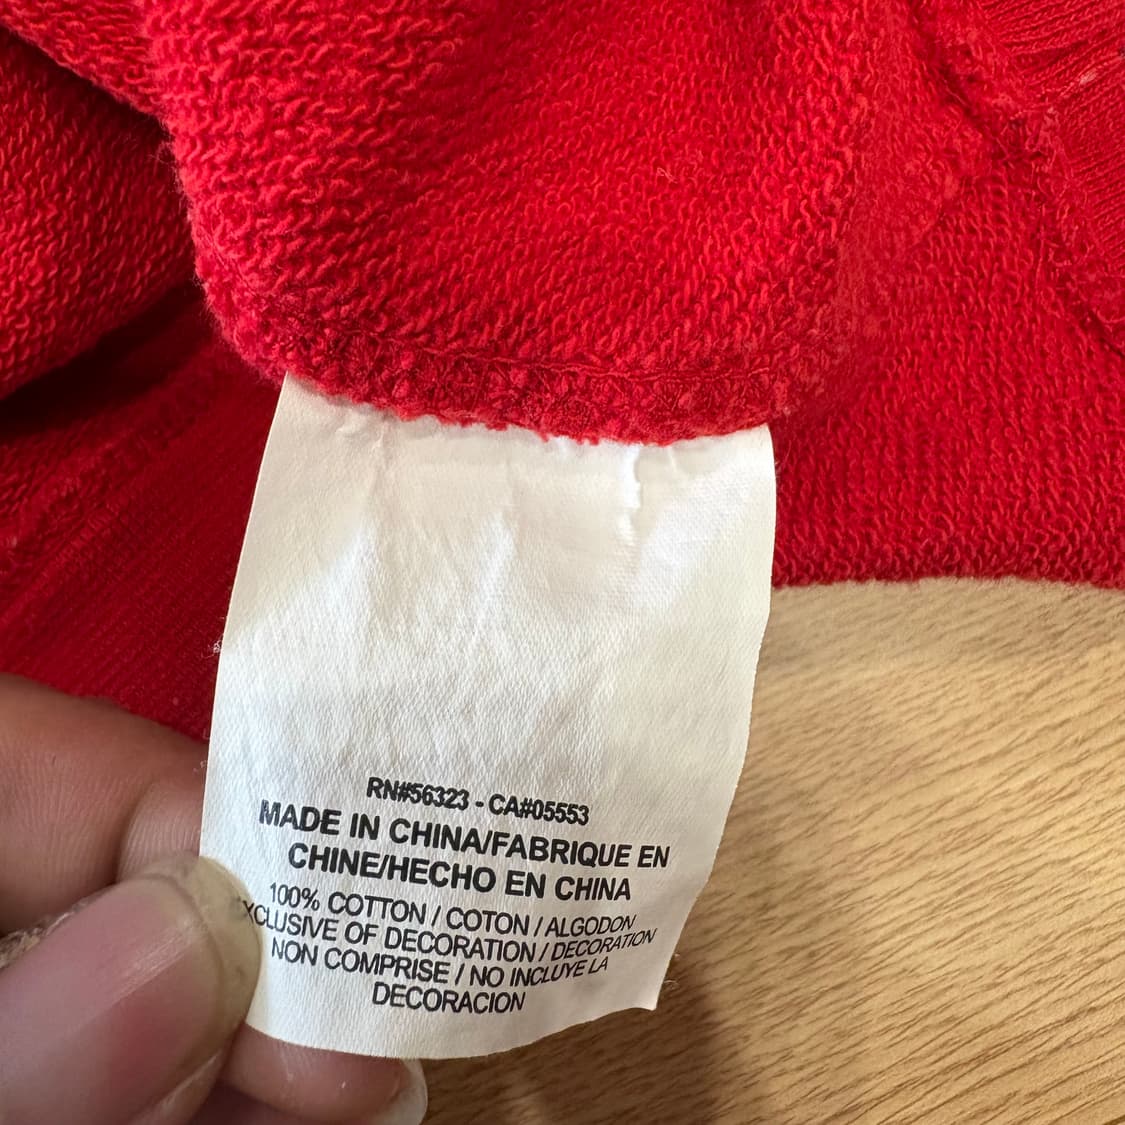 RN#56323 - CA#05553
MADE IN CHINA/FABRIQUE EN
CHINE/HECHO EN CHINA
100% COTTON / COTON / ALGODON
XCLUSIVE OF DECORATION / DECORATION
NON COMPRISE / NO INCLUYE LA
DECORACION